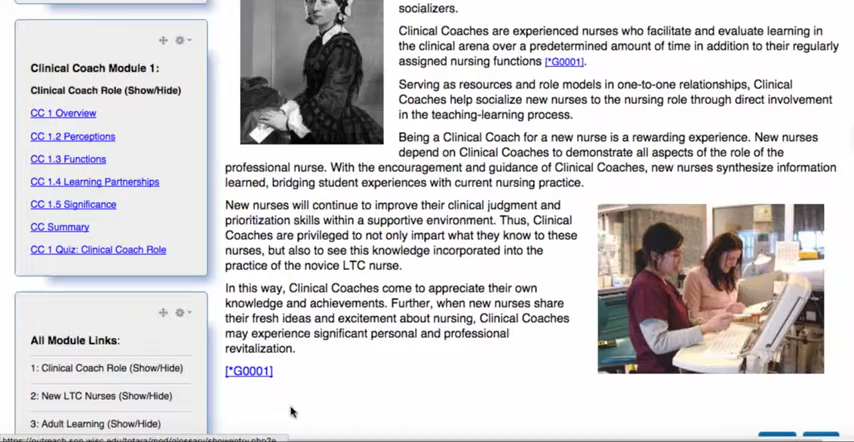 Clinical Coach Module 1:
Clinical Coach Role (Show/Hide)
CC 1 Overview
CC 1.2 Perceptions
CC 1.3 Functions
CC 1.4 Learning Partnerships
CC 1.5 Significance
CC Summary
CC 1 Quiz: Clinical Coach Role
All Module Links:
1: Clinical Coach Role (Show/Hide)
2: New LTC Nurses (Show/Hide)
3: Adult Learning (Show/Hide)
socializers.
Clinical Coaches are experienced nurses who facilitate and evaluate learning in
the clinical arena over a predetermined amount of time in addition to their regularly
assigned nursing functions [*G0001].
Serving as resources and role models in one-to-one relationships, Clinical
Coaches help socialize new nurses to the nursing role through direct involvement
in the teaching-learning process.
Being a Clinical Coach for a new nurse is a rewarding experience. New nurses
depend on Clinical Coaches to demonstrate all aspects of the role of the
professional nurse. With the encouragement and guidance of Clinical Coaches, new nurses synthesize information
learned, bridging student experiences with current nursing practice.
New nurses will continue to improve their clinical judgment and
prioritization skills within a supportive environment. Thus, Clinical
Coaches are privileged to not only impart what they know to these
nurses, but also to see this knowledge incorporated into the
practice of the novice LTC nurse.
In this way, Clinical Coaches come to appreciate their own
knowledge and achievements. Further, when new nurses share
their fresh ideas and excitement about nursing, Clinical Coaches
may experience significant personal and professional
revitalization.
[*G0001]